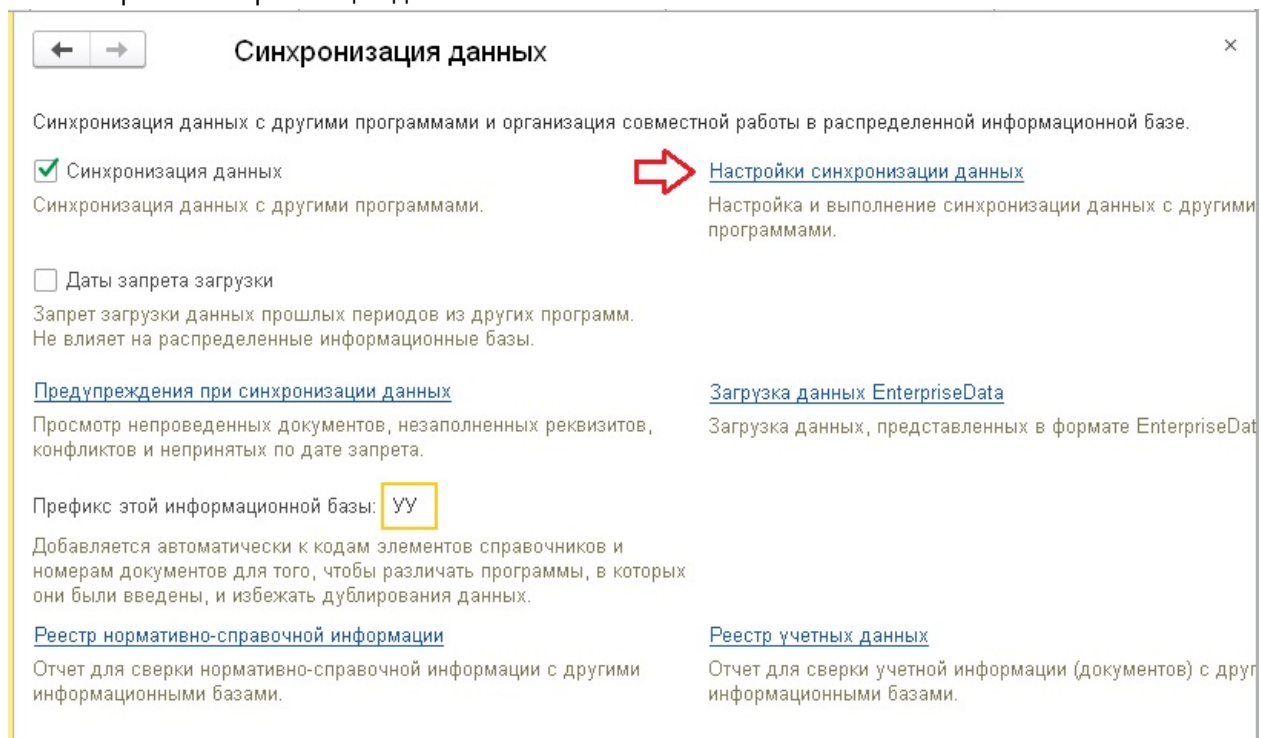 Синхронизация данных
Синхронизация данных с другими программами и организация совместной работы в распределенной информационной базе.
Синхронизация данных
Настройки синхронизации данных
Синхронизация данных с другими программами.
Настройка и выполнение синхронизации данных с другими
программами.
Даты запрета загрузки
Запрет загрузки данных прошлых периодов из других программ.
Не влияет на распределенные информационные базы.
Предупреждения при синхронизации данных
Загрузка данных EnterpriseData
Просмотр непроведенных документов, незаполненных реквизитов,
конфликтов и непринятых по дате запрета.
Загрузка данных, представленных в формате EnterpriseDat
Префикс этой информационной базы: УУ
Добавляется автоматически к кодам элементов справочников и
номерам документов для того, чтобы различать программы, в которых
они были введены, и избежать дублирования данных.
Реестр нормативно-справочной информации
Реестр учетных данных
Отчет для сверки нормативно-справочной информации с другими
информационными базами.
Отчет для сверки учетной информации (документов) с друг
информационными базами.